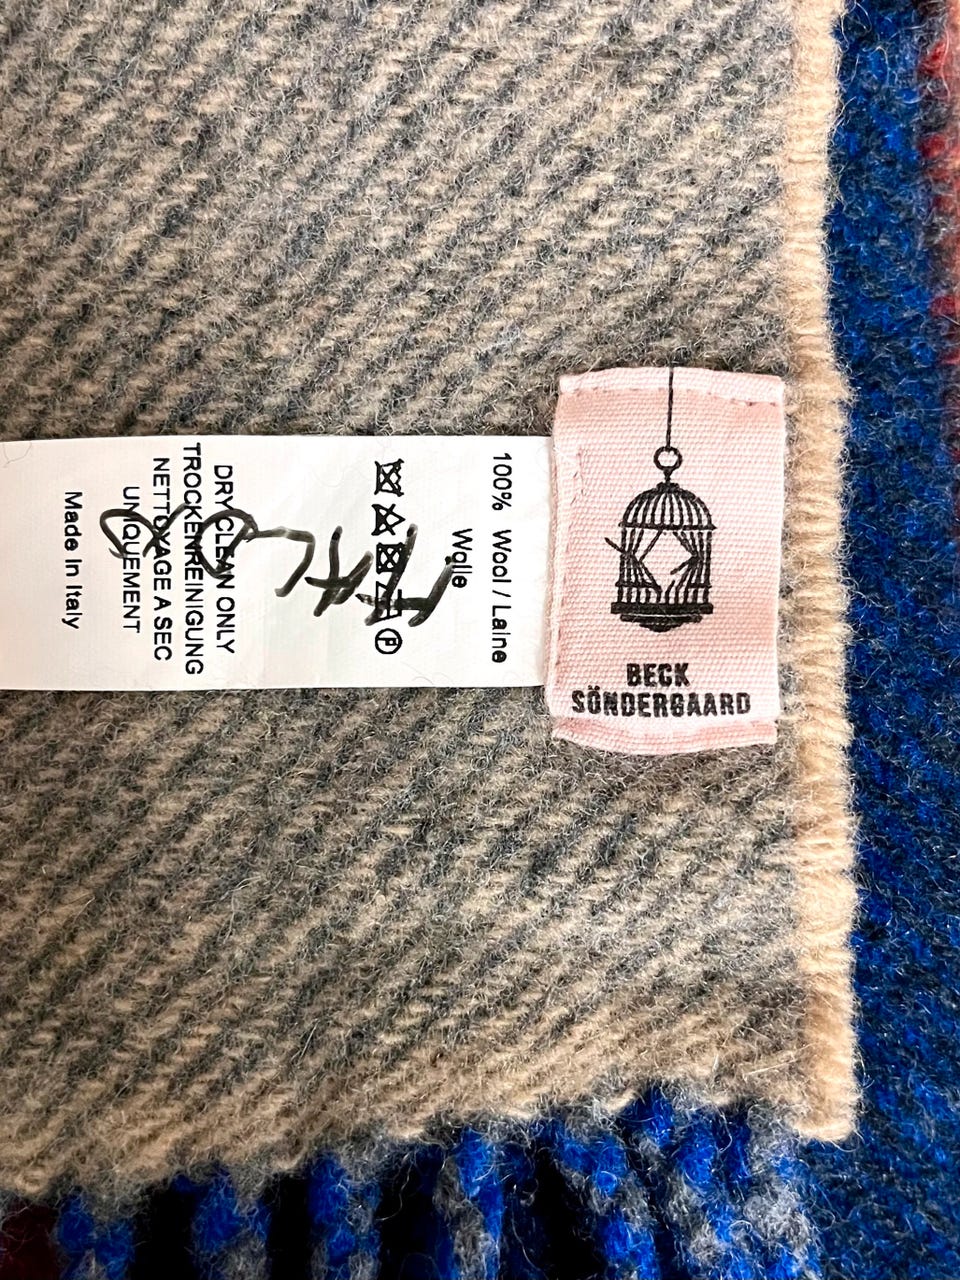 BECK
SÖNDERGAARD
100% Wool / Laine
Wolle
DRY CLEAN ONLY
TROCKENREINIGUNG
NETTOYAGE A SEC
UNIQUEMENT
Made In Italy